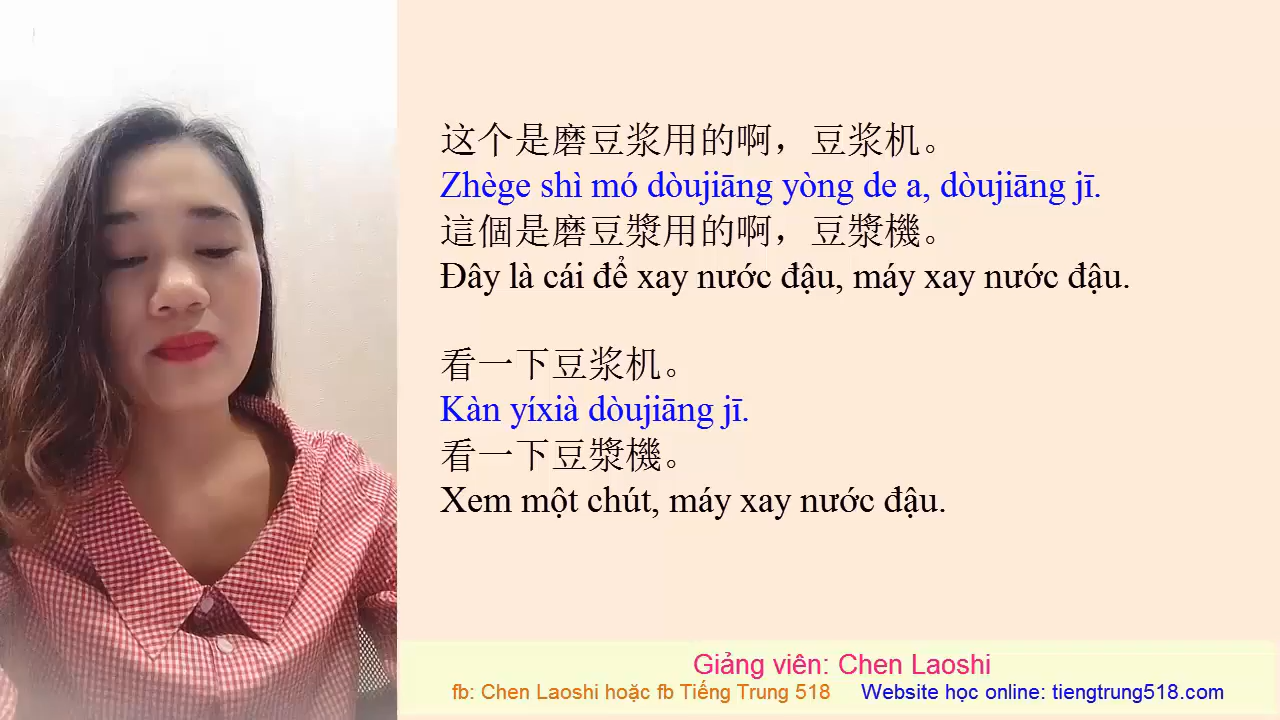 这个是磨豆浆用的啊，豆浆机。
Zhège shì mó dòujiāng yòng de a, dòujiāng jī.
這個是磨豆漿用的啊，豆漿機。
Đây là cái để xay nước đậu, máy xay nước đậu.
看一下豆浆机。
Kàn yíxià dòujiāng jī.
看一下豆漿機。
Xem một chút, máy xay nước đậu.
Giảng viên: Chen Laoshi
fb: Chen Laoshi hoặc fb Tiếng Trung 518 Website học online: tiengtrung518.com